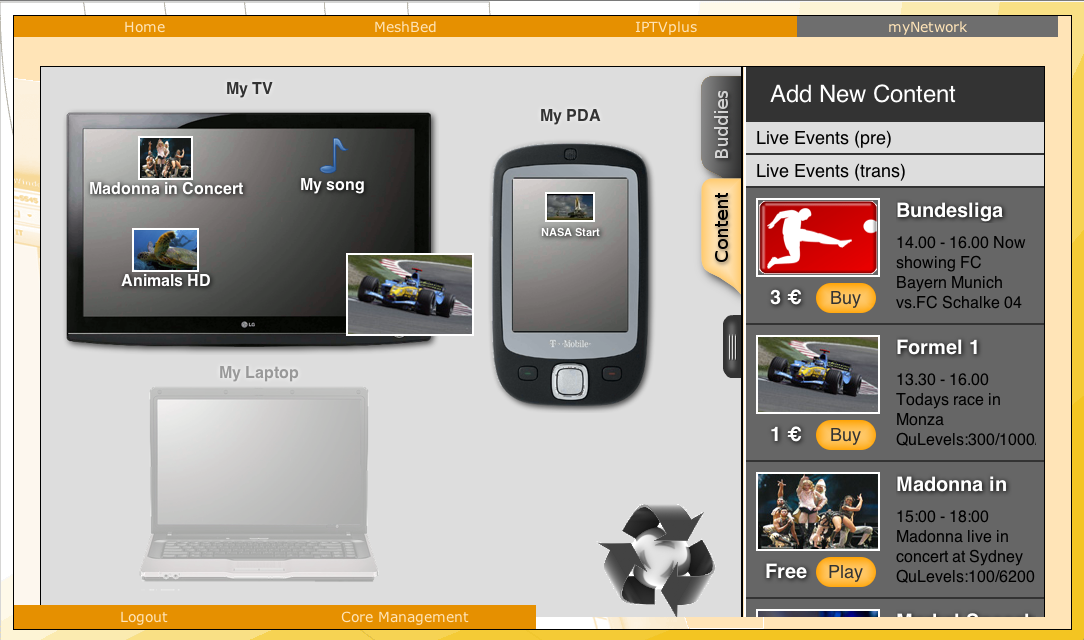 Home
MeshBed
IPTVplus
myNetwork
My TV
Madonna in Concert
My song
Animals HD
LG
My PDA
NASA Start
T-Mobile-
My Laptop
Buddies
Content
Add New Content
Live Events (pre)
Live Events (trans)
Bundesliga
14.00 - 16.00 Now
showing FC
Bayern Munich
vs.FC Schalke 04
3 €
Buy
Formel 1
13.30 - 16.00
Todays race in
Monza
QuLevels:300/1000
1 €
Buy
Madonna in
15:00 - 18:00
Madonna live in
concert at Sydney
QuLevels:100/6200
Free
Play
Logout
Core Management